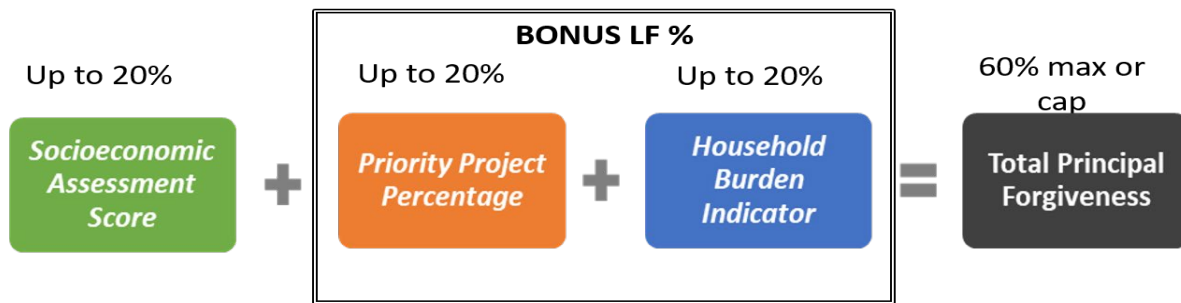 BONUS LF %
Up to 20%
Up to 20%
Up to 20%
60% max or
cap
Socioeconomic
Assessment
Score
+
Priority Project
Percentage
+
Household
Burden
Indicator
=
Total Principal
Forgiveness